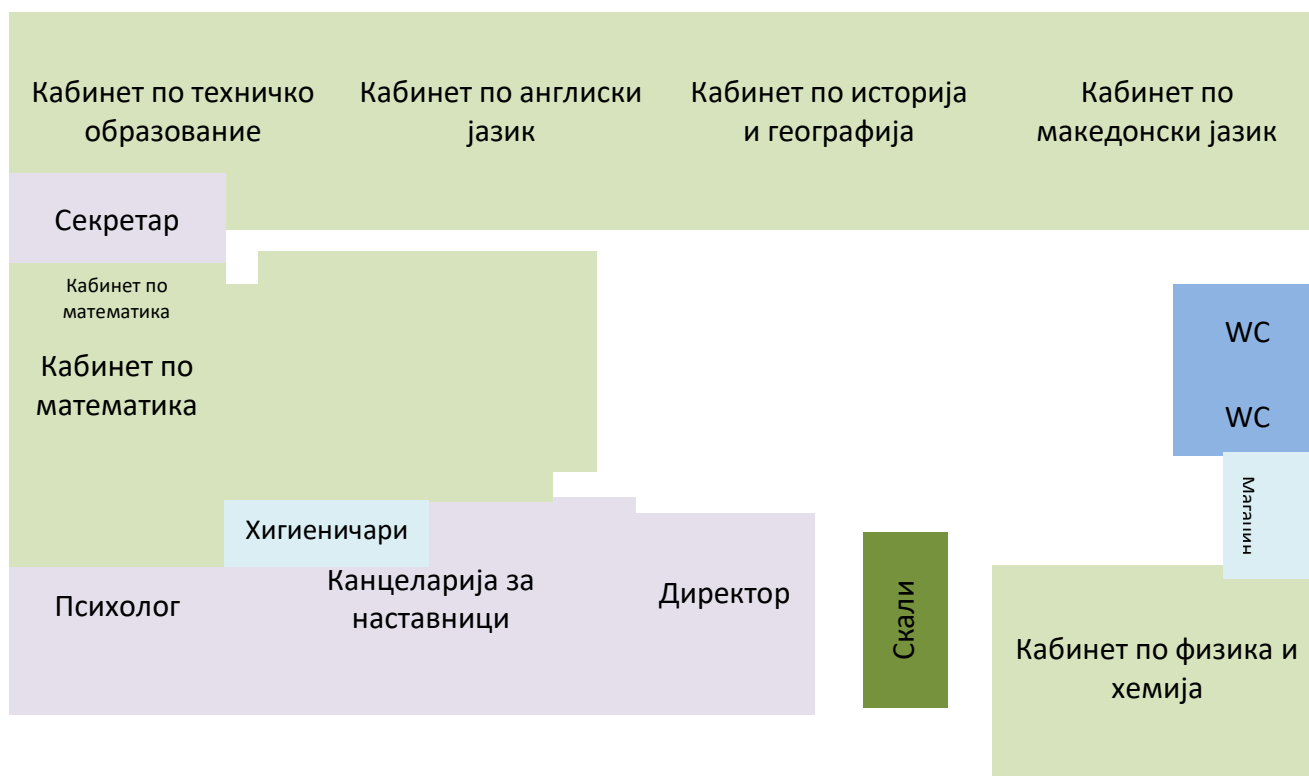 Кабинет по техничко
образование
Кабинет по англиски
јазик
Кабинет по историја
и географија
Кабинет по
македонски јазик
Секретар
Кабинет по
математика
Кабинет по
математика
WC
WC
Магацин
Хигиеничари
Психолог
Канцеларија за
наставници
Директор
Скали
Кабинет по физика и
хемија